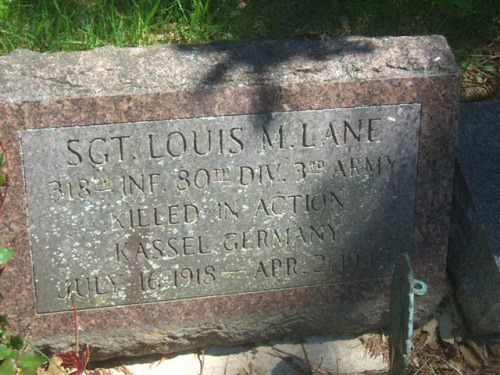 SGT. LOUIS M. LANE
318TH INF. 80TH DIV. 3RD ARMY
KILLED IN ACTION
KASSEL GERMANY
JULY 16, 1918 — APR. 2, 1945